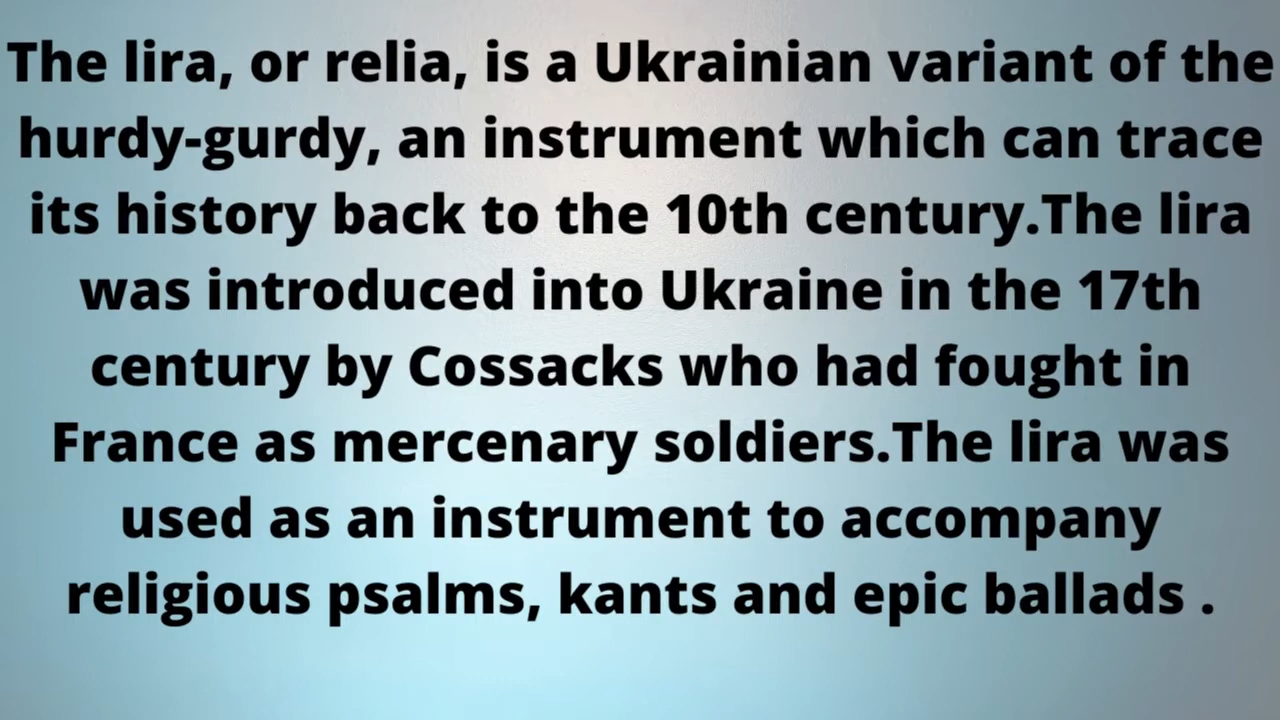 The lira, or relia, is a Ukrainian variant of the
hurdy-gurdy, an instrument which can trace
its history back to the 10th century.The lira
was introduced into Ukraine in the 17th
century by Cossacks who had fought in
France as mercenary soldiers.The lira was
used as an instrument to accompany
religious psalms, kants and epic ballads .